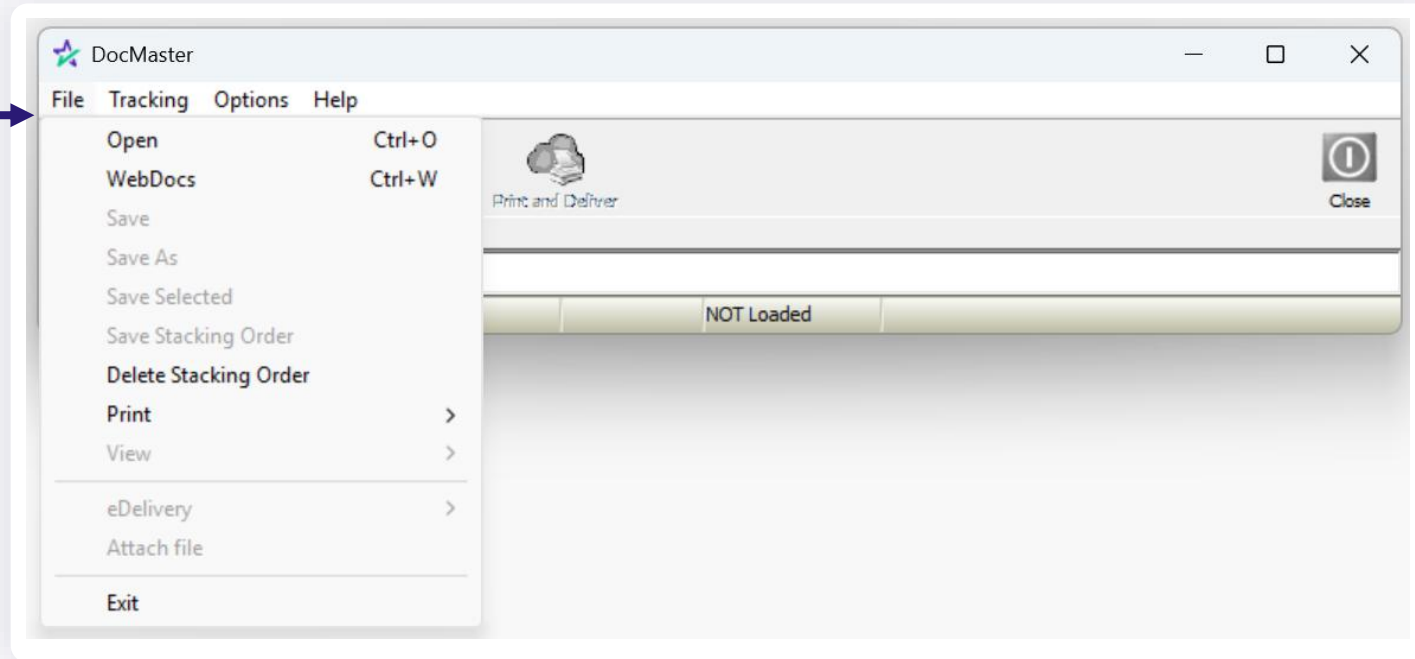 DocMaster
File Tracking Options Help
Open Ctrl+O
WebDocs Ctrl+W
Save
Save As
Save Selected
Save Stacking Order
Delete Stacking Order
Print
View
eDelivery
Attach file
Exit
Print and Deliver
Close
NOT Loaded